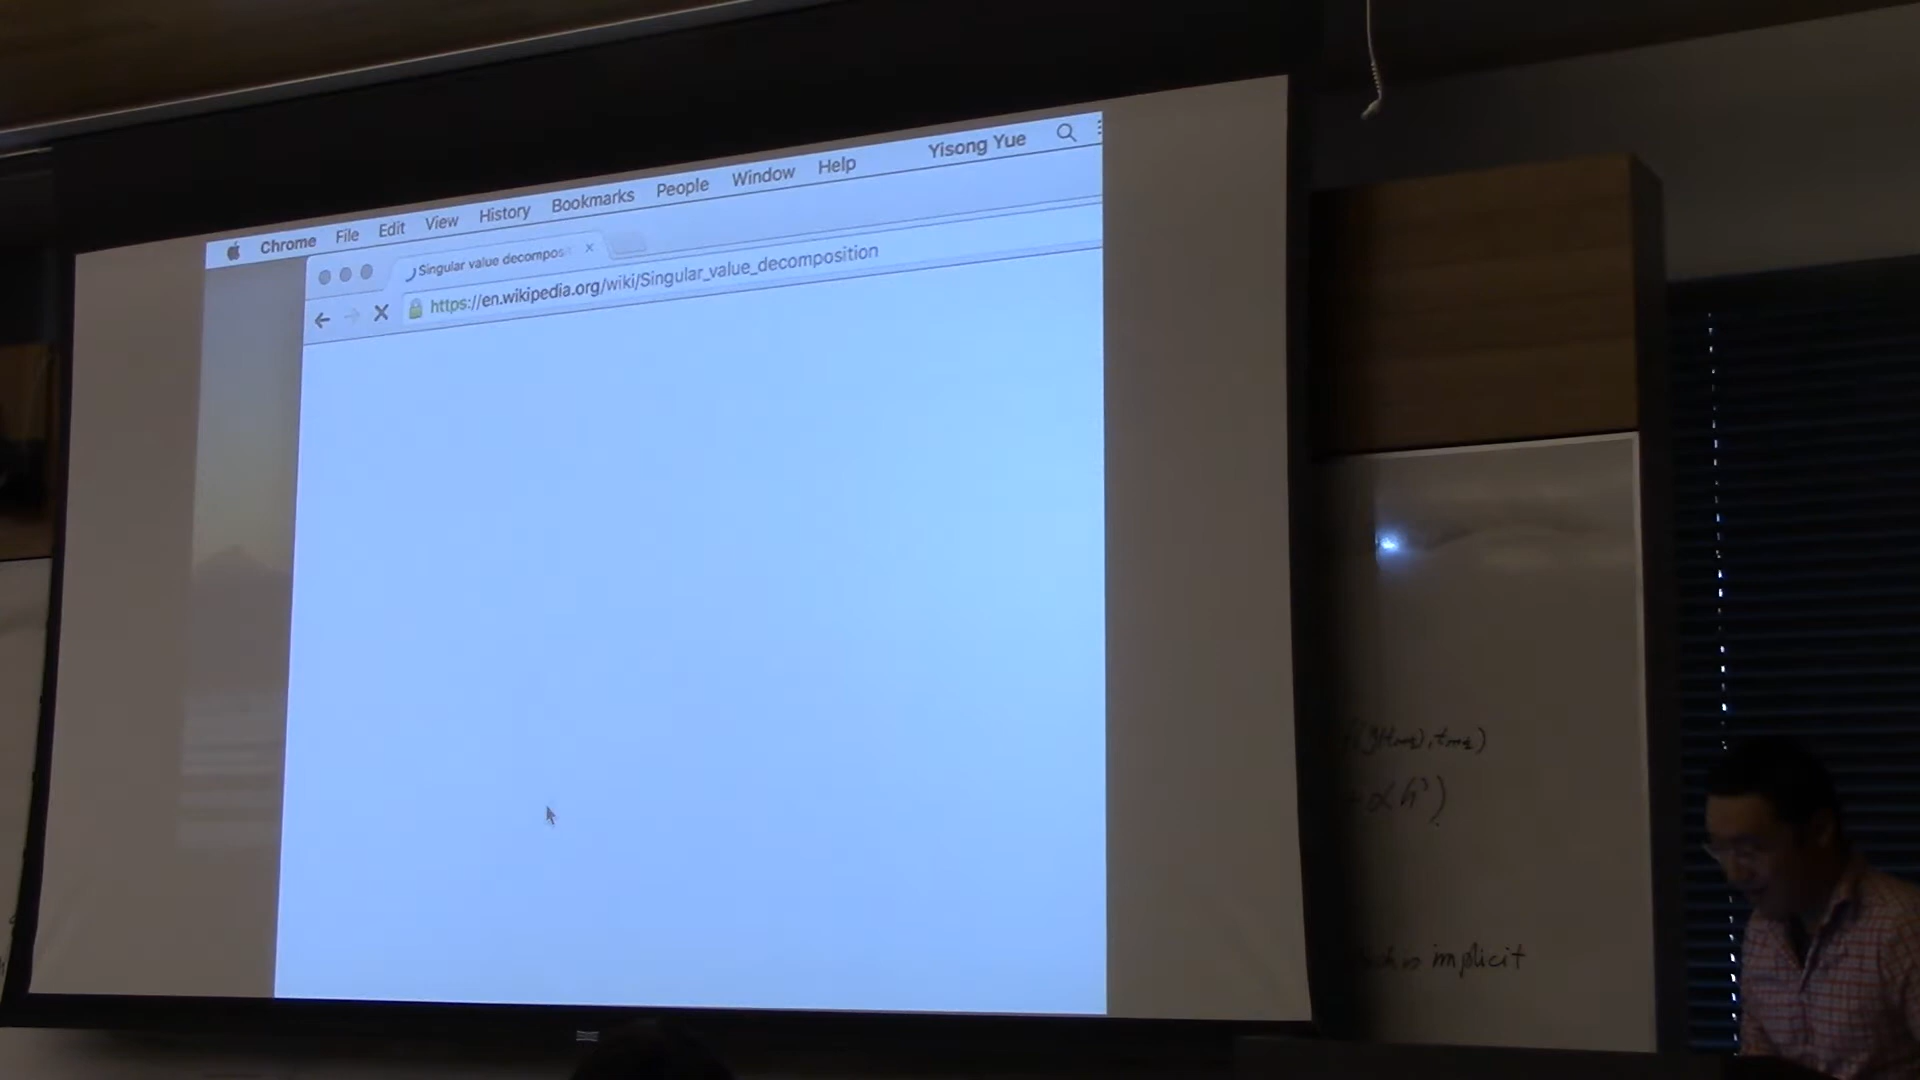 Chrome File Edit View History Bookmarks People Window Help Yisong Yue
Singular value decompos
https://en.wikipedia.org/wiki/Singular_value_decomposition
αh³)
implicit